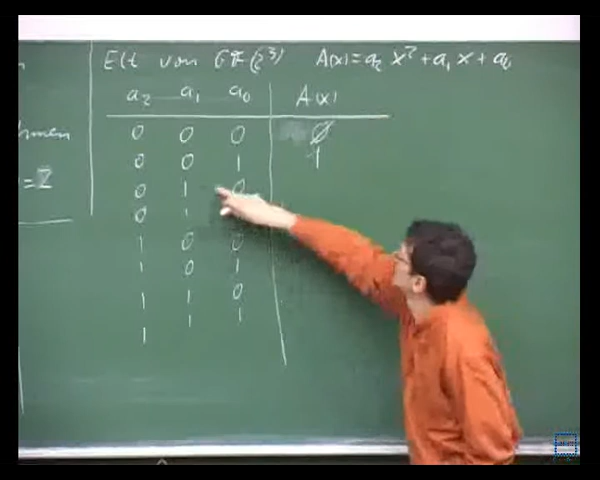 Elt von GF(2³) A(x)=a₂x²+a₁x+a₀
a₂ a₁ a₀ A(x)
0 0 0 0
0 0 1 1
0 1 0
0 1
1 0 0
1 0 1
1 1 0
1 1 1
1
=Z